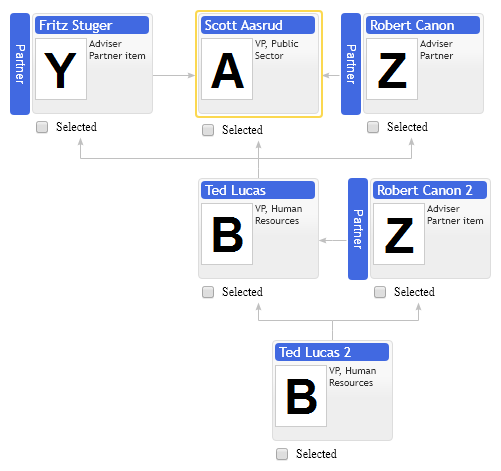 Partner
Fritz Stuger
Y
Adviser
Partner item
Selected
Scott Aasrud
A
VP, Public
Sector
Selected
Partner
Robert Canon
Z
Adviser
Partner
Selected
Ted Lucas
B
VP, Human
Resources
Selected
Partner
Robert Canon 2
Z
Adviser
Partner item
Selected
Ted Lucas 2
B
VP, Human
Resources
Selected